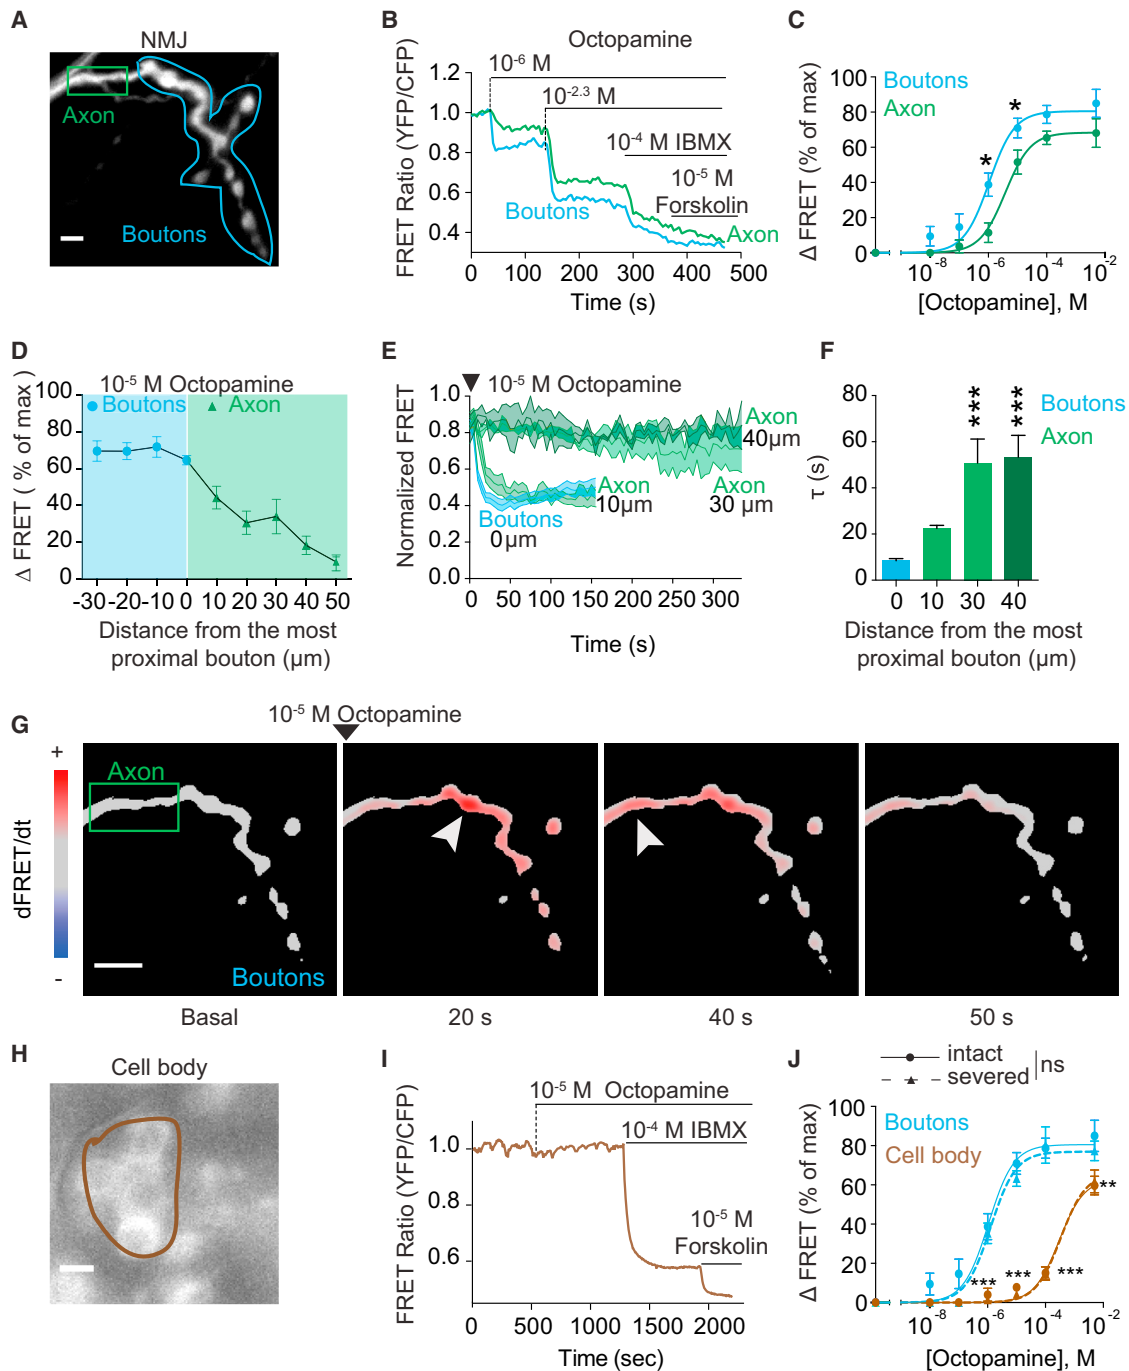 A
NMJ
Axon
Boutons
B
Octopamine
10-6 M
10-2.3 M
10-4 M IBMX
10-5 M
Forskolin
Boutons
Axon
FRET Ratio (YFP/CFP)
1.2
1.0
0.8
0.6
0.4
0 100 200 300 400 500
Time (s)
C
Boutons
Axon
* *
Δ FRET (% of max)
100
80
60
40
20
0
10-8 10-6 10-4 10-2
[Octopamine], M
D
10-5 M Octopamine
Boutons Axon
Δ FRET ( % of max )
100
80
60
40
20
0
-30 -20 -10 0 10 20 30 40 50
Distance from the most
proximal bouton (µm)
E
10-5 M Octopamine
Normalized FRET
1.0
0.8
0.6
0.4
0.2
0.0
Axon
40µm
Axon
10µm
Axon
30 µm
Boutons
0µm
0 50 100 150 200 250 300
Time (s)
F
Boutons
Axon
*** ***
τ (s)
80
60
40
20
0
0 10 30 40
Distance from the most
proximal bouton (µm)
G
10-5 M Octopamine
+
dFRET/dt
-
Axon
Boutons
Basal 20 s 40 s 50 s
H
Cell body
I
10-5 M Octopamine
10-4 M IBMX
10-5 M
Forskolin
FRET Ratio (YFP/CFP)
1.0
0.6
0 500 1000 1500 2000
Time (sec)
J
intact
severed
ns
Boutons
Cell body
Δ FRET (% of max)
100
80
60
40
20
0
*** *** *** **
10-8 10-6 10-4 10-2
[Octopamine], M